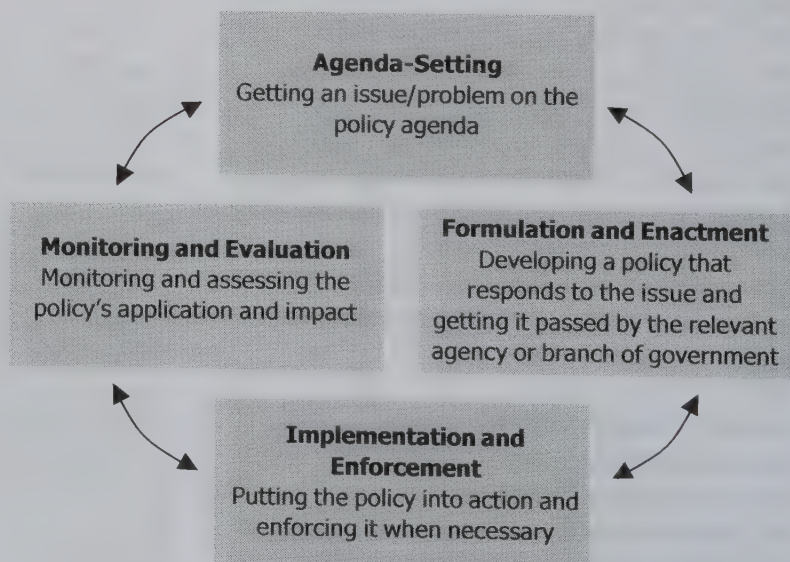 Agenda-Setting
Getting an issue/problem on the
policy agenda
Monitoring and Evaluation
Monitoring and assessing the
policy's application and impact
Formulation and Enactment
Developing a policy that
responds to the issue and
getting it passed by the relevant
agency or branch of government
Implementation and
Enforcement
Putting the policy into action and
enforcing it when necessary